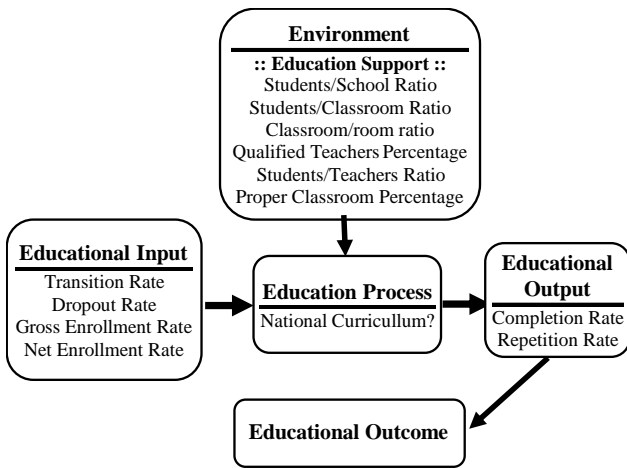 Environment
:: Education Support ::
Students/School Ratio
Students/Classroom Ratio
Classroom/room ratio
Qualified Teachers Percentage
Students/Teachers Ratio
Proper Classroom Percentage
Educational Input
Transition Rate
Dropout Rate
Gross Enrollment Rate
Net Enrollment Rate
Education Process
National Curricullum?
Educational
Output
Completion Rate
Repetition Rate
Educational Outcome